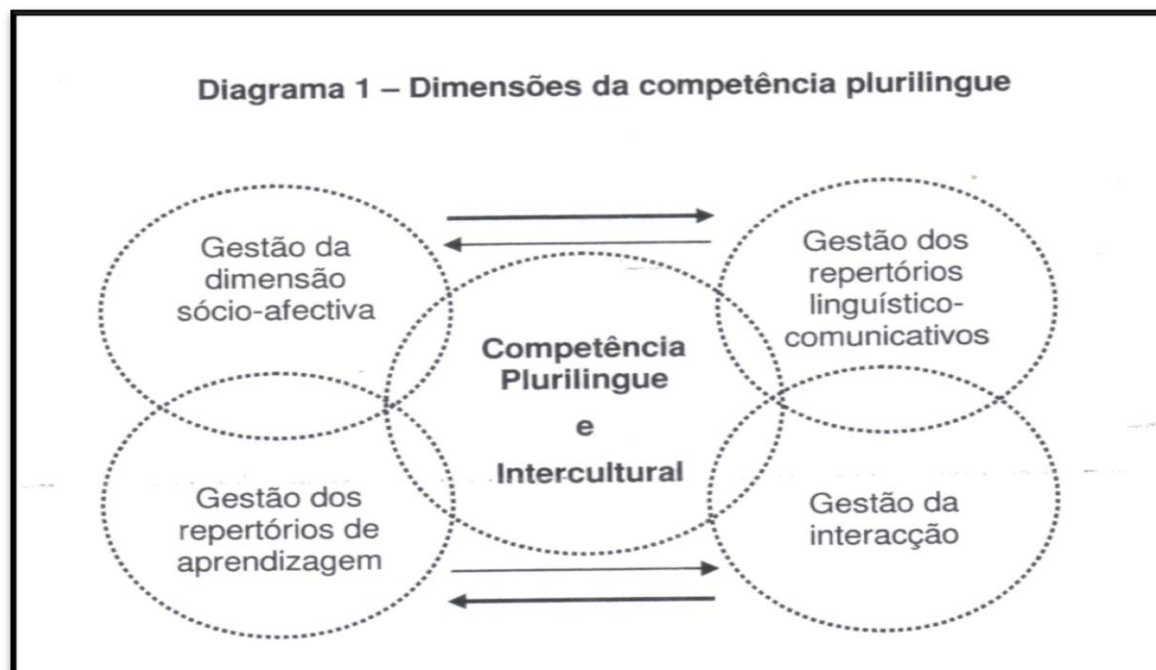 Diagrama 1 – Dimensões da competência plurilingue
Gestão da
dimensão
sócio-afectiva
Gestão dos
repertórios
linguístico-
comunicativos
Competência
Plurilingue
e
Intercultural
Gestão dos
repertórios de
aprendizagem
Gestão da
interacção